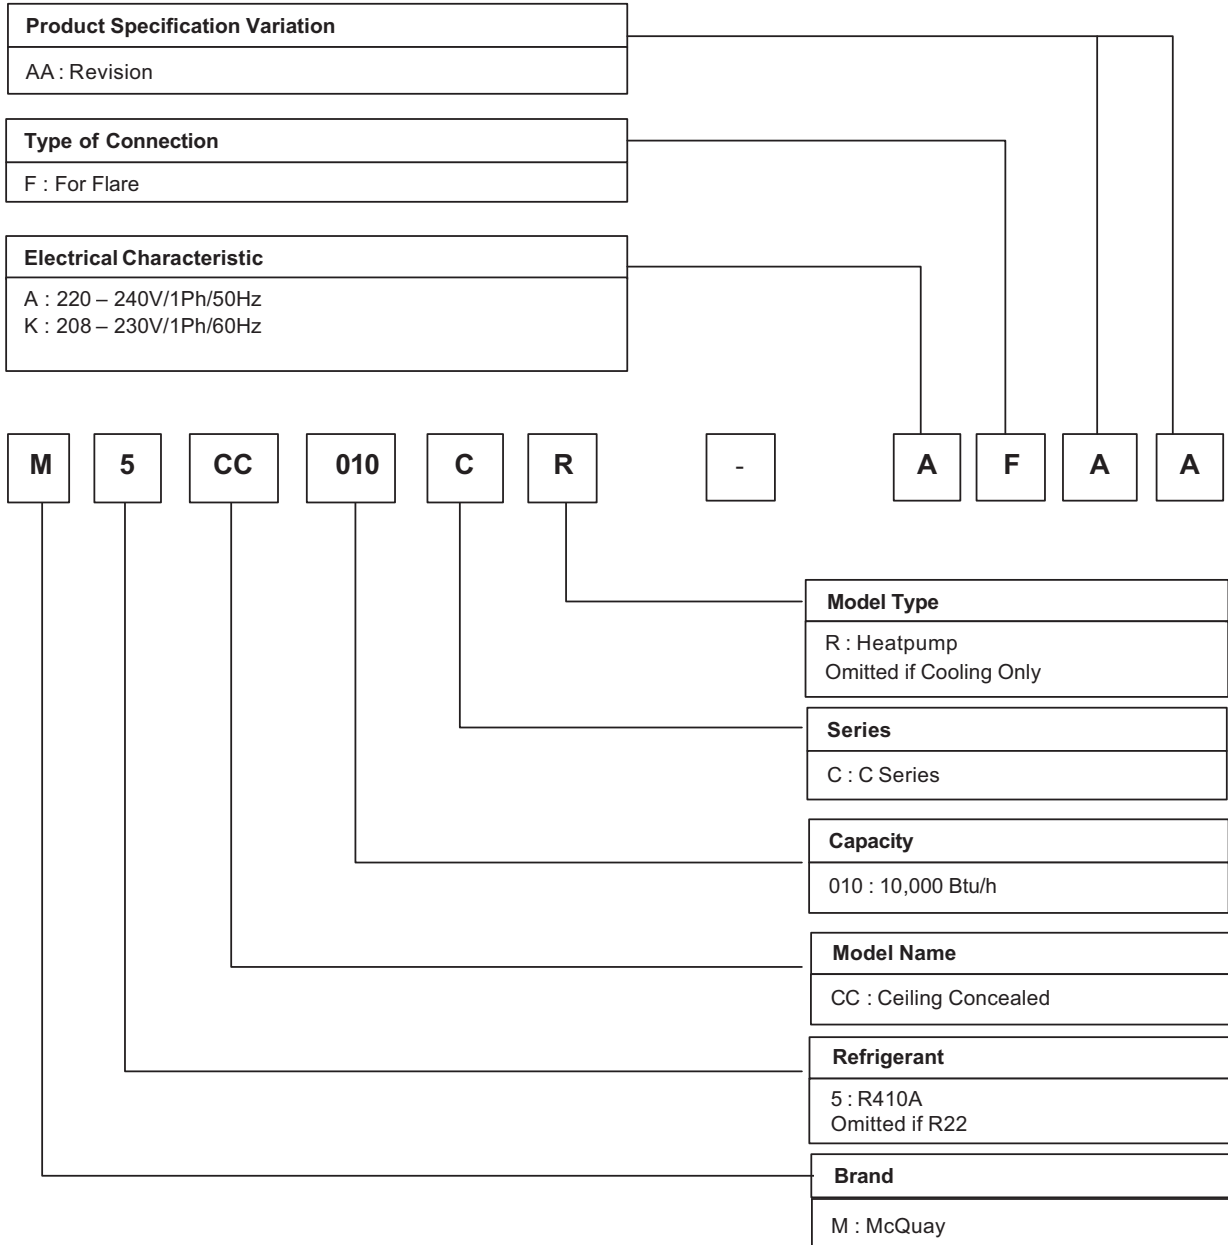 Product Specification Variation
AA : Revision
Type of Connection
F : For Flare
Electrical Characteristic
A : 220 – 240V/1Ph/50Hz
K : 208 – 230V/1Ph/60Hz
M 5 CC 010 C R - A F A A
Model Type
R : Heatpump
Omitted if Cooling Only
Series
C : C Series
Capacity
010 : 10,000 Btu/h
Model Name
CC : Ceiling Concealed
Refrigerant
5 : R410A
Omitted if R22
Brand
M : McQuay